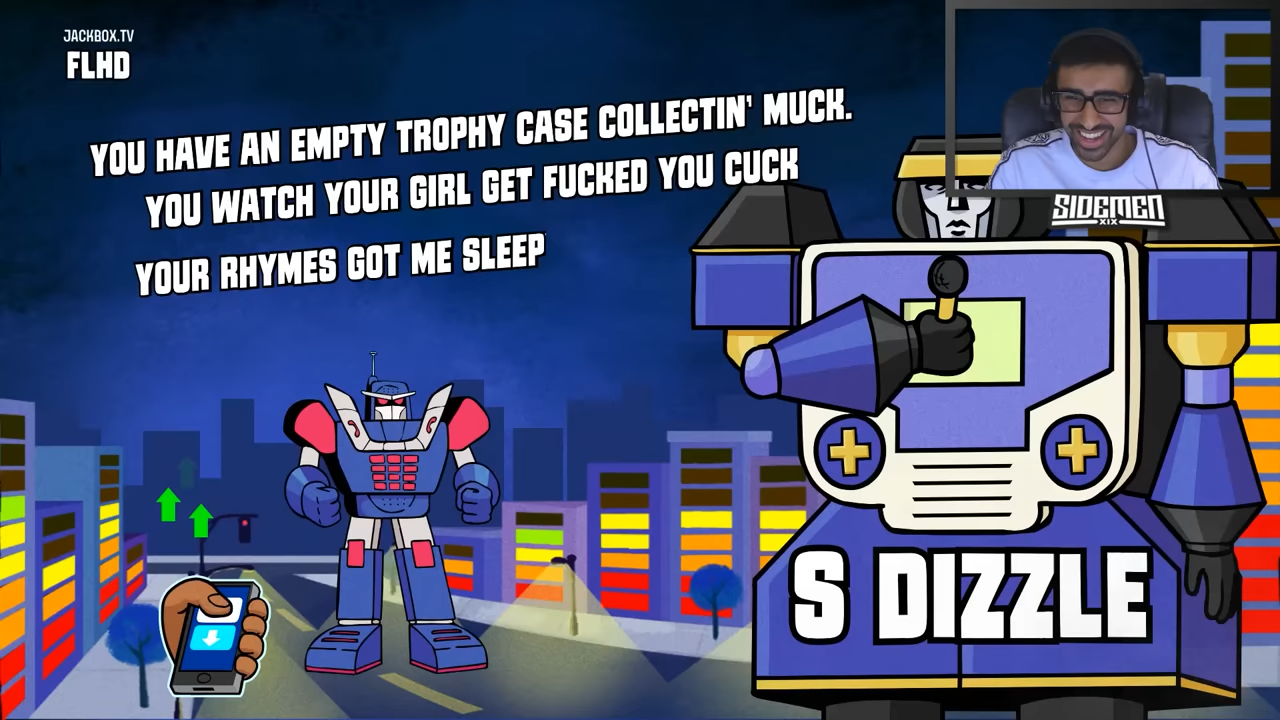 JACKBOX.TV
FLHD
YOU HAVE AN EMPTY TROPHY CASE COLLECTIN' MUCK.
YOU WATCH YOUR GIRL GET FUCKED YOU CUCK
YOUR RHYMES GOT ME SLEEP
SIDEMEN
XIX
S DIZZLE